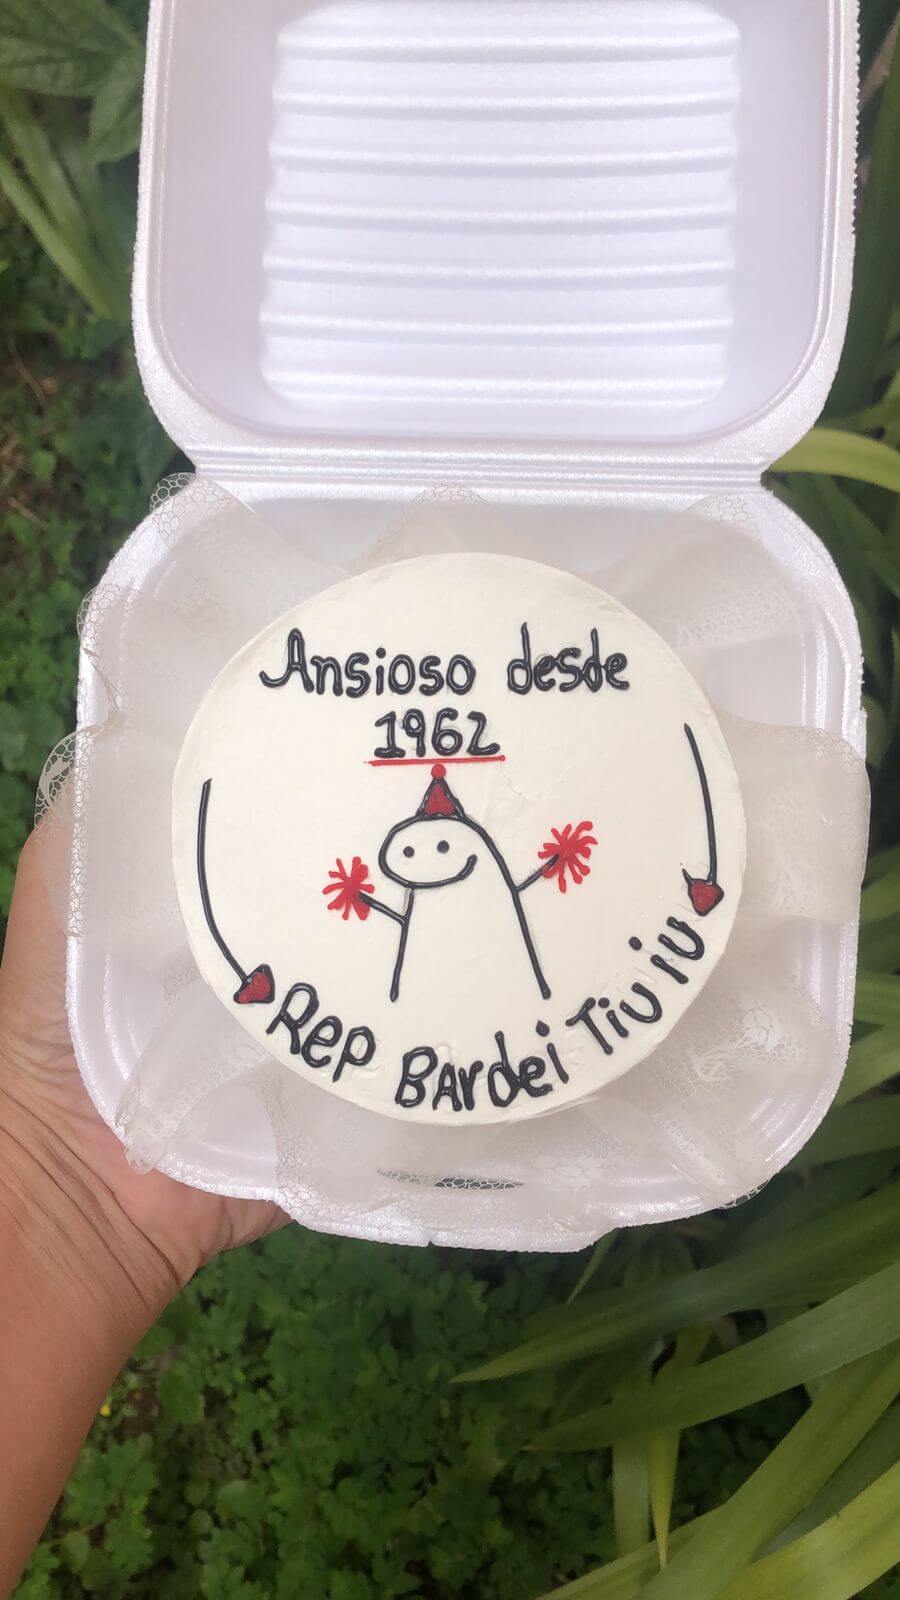 Ansioso desde
1962
Rep Bardei Tiu iu